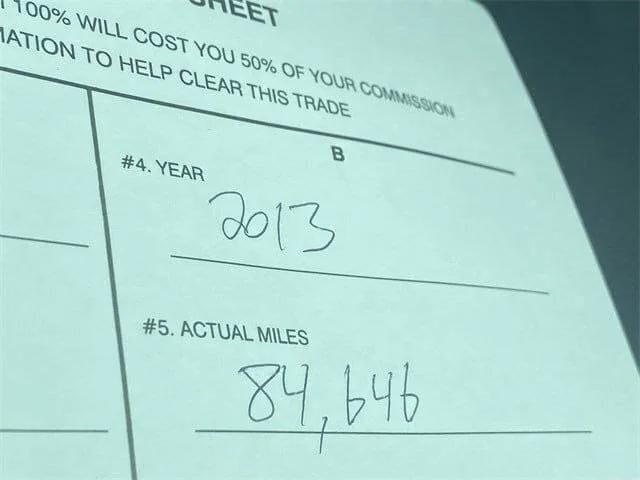 SHEET
100% WILL COST YOU 50% OF YOUR COMMISSION
TO HELP CLEAR THIS TRADE
B
#4. YEAR
2013
#5. ACTUAL MILES
84,646